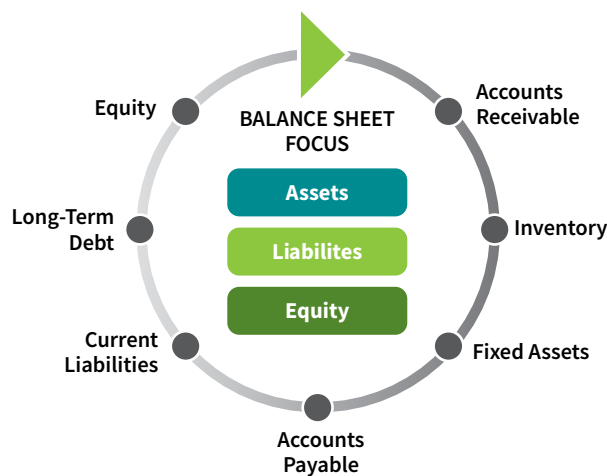 BALANCE SHEET
FOCUS
Assets
Liabilites
Equity
Accounts
Receivable
Inventory
Fixed Assets
Accounts
Payable
Current
Liabilities
Long-Term
Debt
Equity